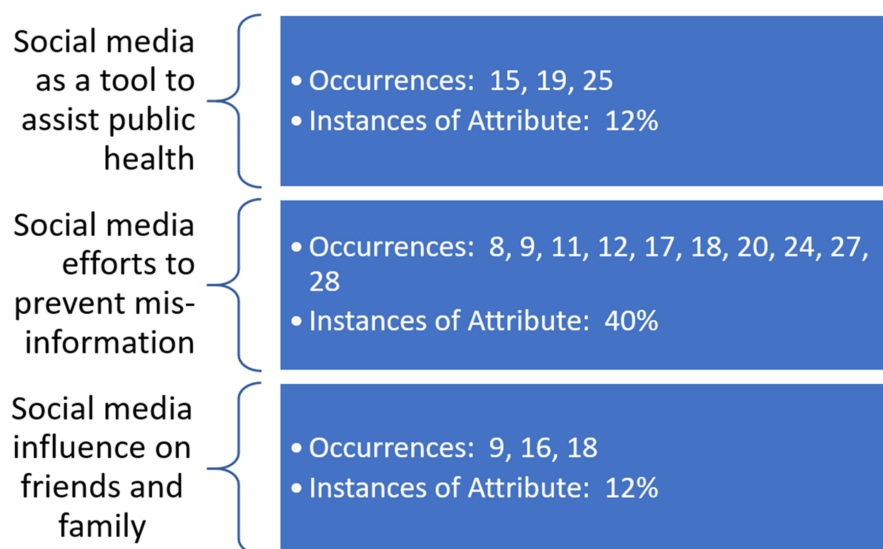 Social media
as a tool to
assist public
health
• Occurrences: 15, 19, 25
• Instances of Attribute: 12%
Social media
efforts to
prevent mis-
information
• Occurrences: 8, 9, 11, 12, 17, 18, 20, 24, 27,
28
• Instances of Attribute: 40%
Social media
influence on
friends and
family
• Occurrences: 9, 16, 18
• Instances of Attribute: 12%